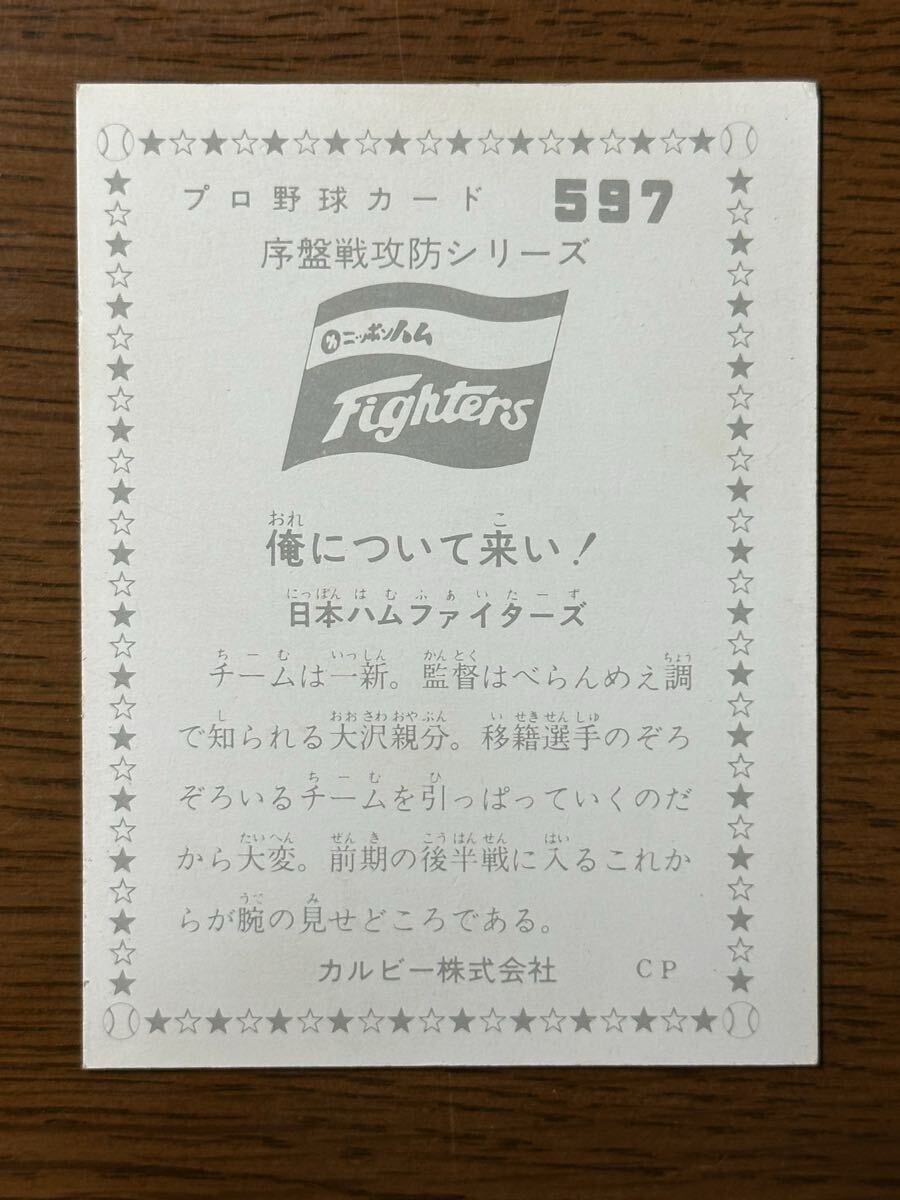 プロ野球カード 597
序盤戦攻防シリーズ
ニッポンハム
Fighters
おれ こ
俺について来い！
にっぽんはむふぁいたーず
日本ハムファイターズ
ちーむ いっしん かんとく ちょう
チームは一新。監督はべらんめえ調
し おおさわおやぶん いせきせんしゅ
で知られる大沢親分。移籍選手のぞろ
ちーむ ひ
ぞろいるチームを引っぱっていくのだ
たいへん ぜんき こうはんせん はい
から大変。前期の後半戦に入るこれか
うで み
らが腕の見せどころである。
カルビー株式会社 CP